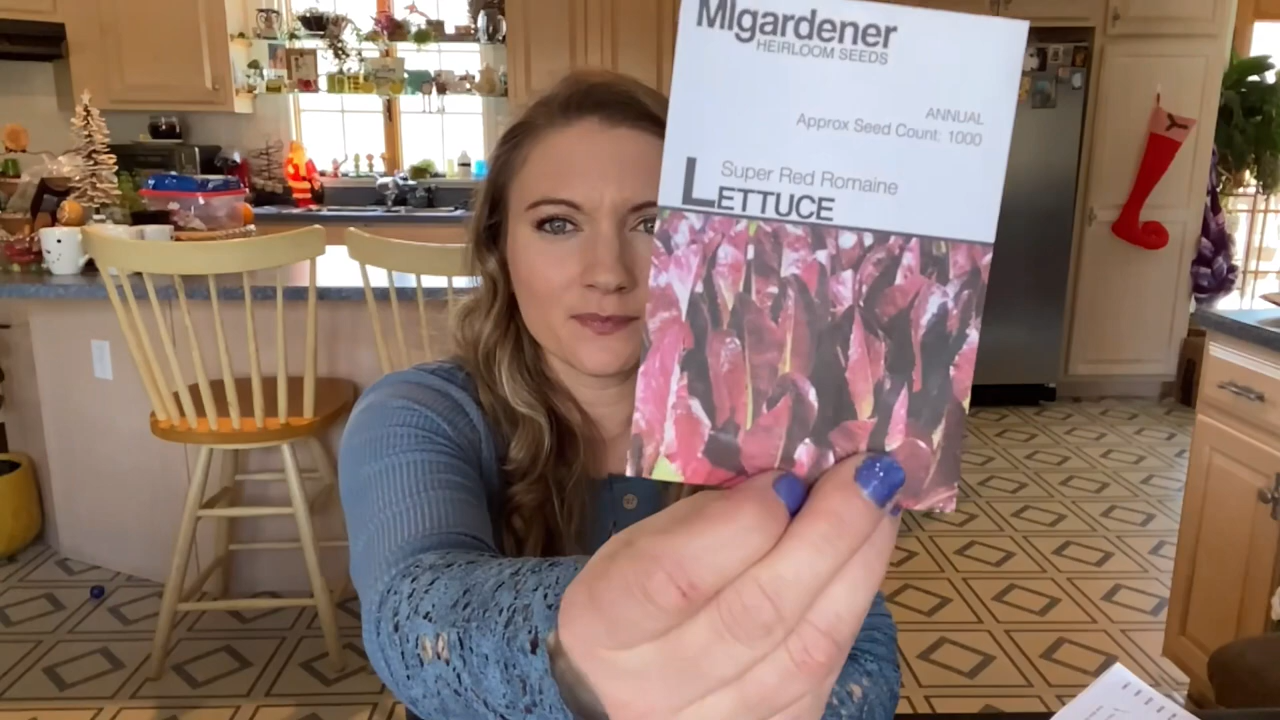 MIgardener
HEIRLOOM SEEDS
ANNUAL
Approx Seed Count: 1000
Super Red Romaine
LETTUCE